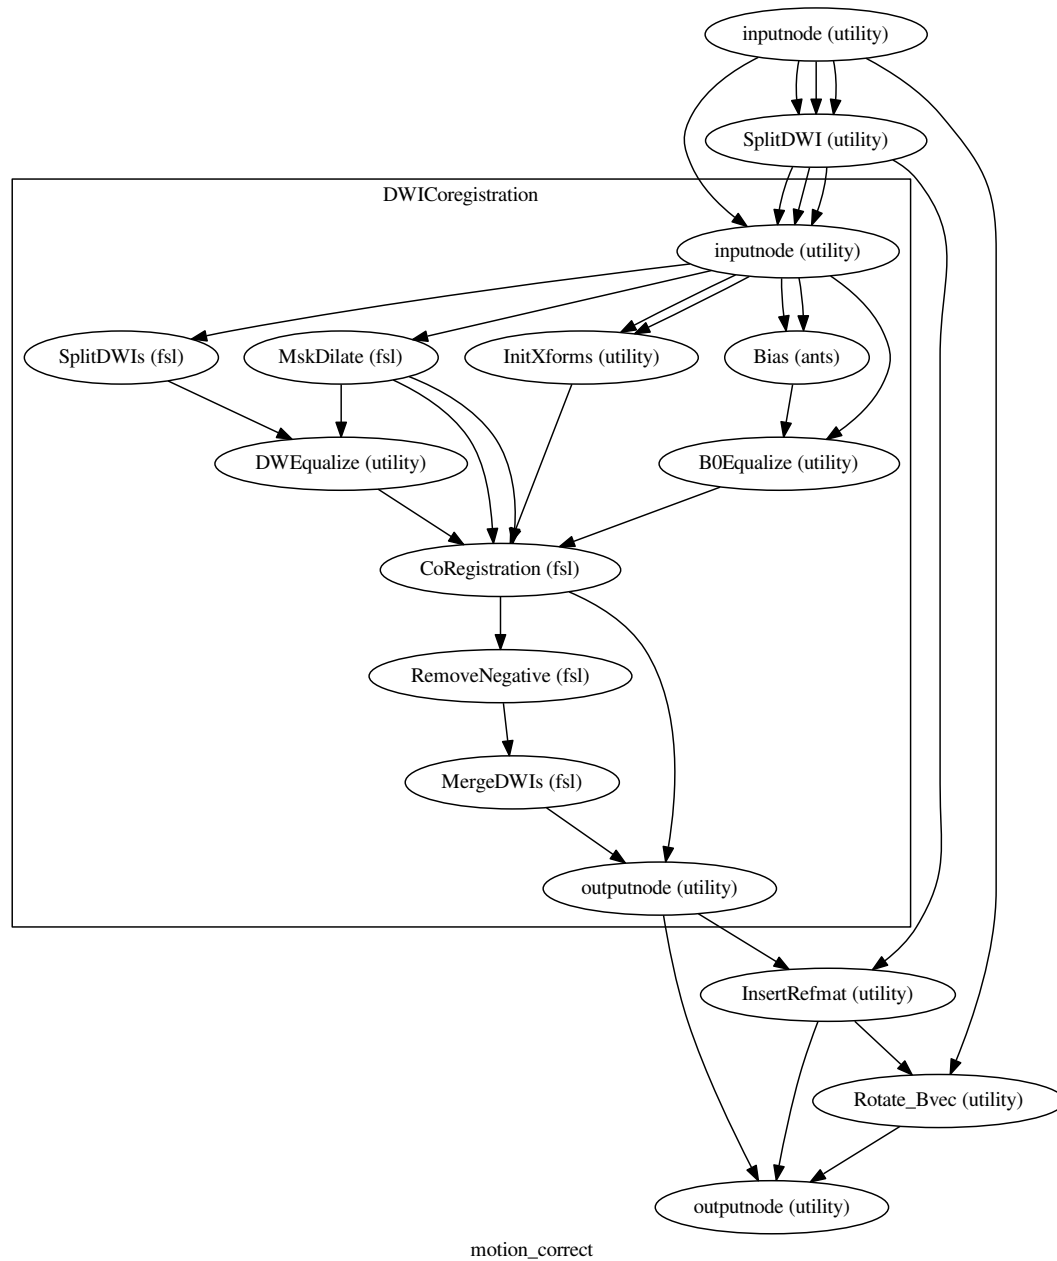 inputnode (utility)
SplitDWI (utility)
DWICoregistration
inputnode (utility)
SplitDWIs (fsl)
MskDilate (fsl)
InitXforms (utility)
Bias (ants)
DWEqualize (utility)
B0Equalize (utility)
CoRegistration (fsl)
RemoveNegative (fsl)
MergeDWIs (fsl)
outputnode (utility)
InsertRefmat (utility)
Rotate_Bvec (utility)
outputnode (utility)
motion_correct